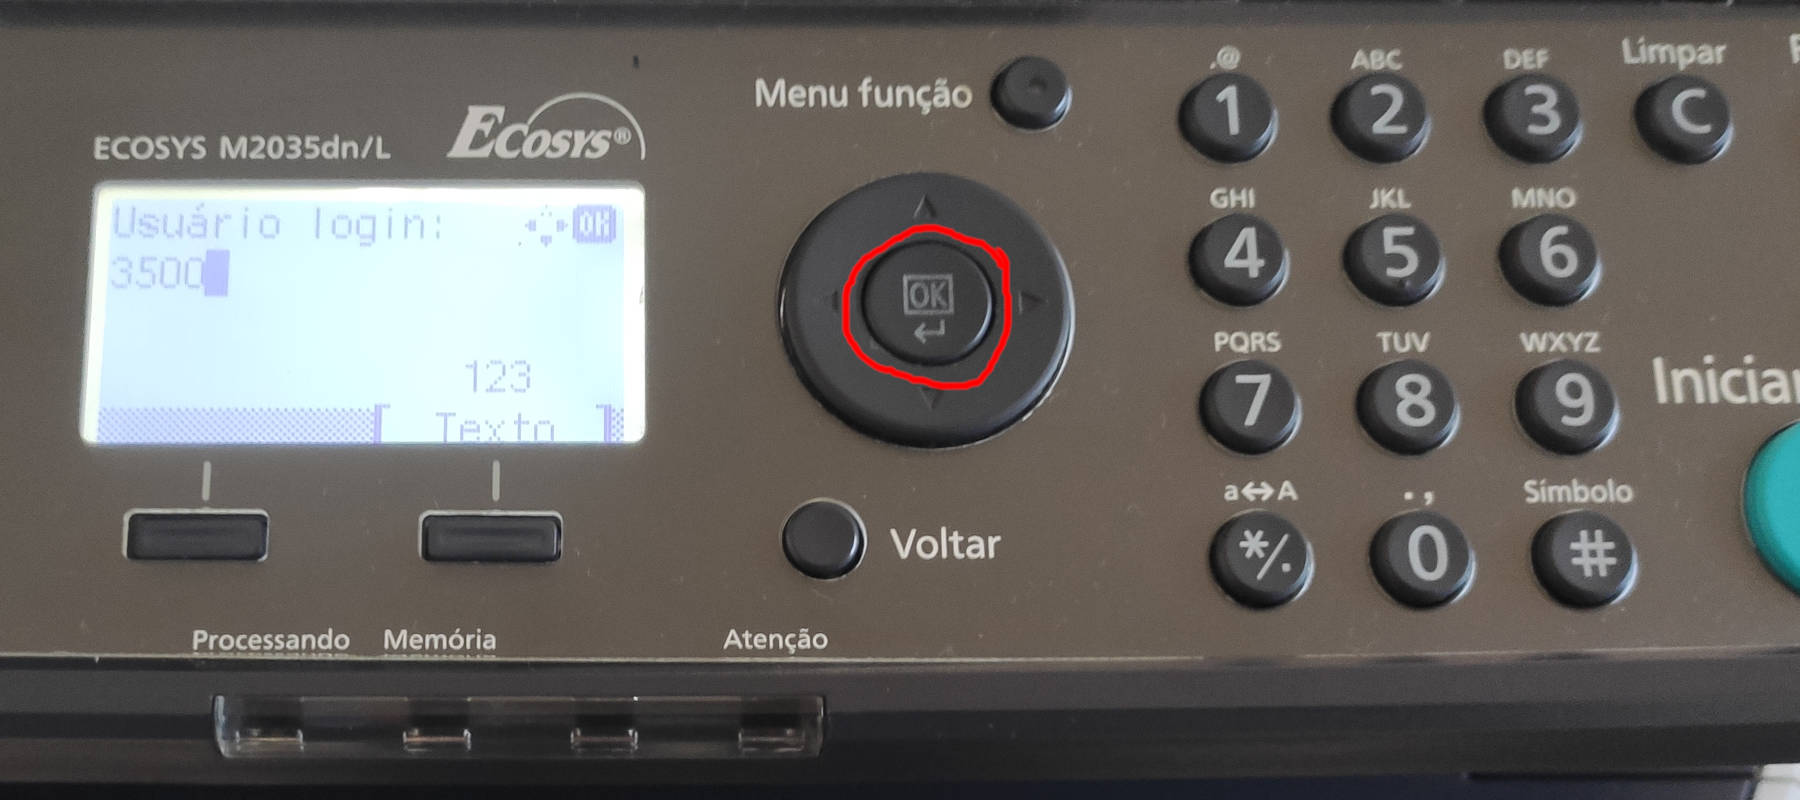 Menu função
.@
ABC
DEF
Limpar
1
2
3
C
ECOSYS M2035dn/L
ECOSYS®
Usuário login:
OK
3500
123
[ Texto ]
OK
GHI
JKL
MNO
4
5
6
PQRS
TUV
WXYZ
7
8
9
Iniciar
a↔A
. ,
Símbolo
*/.
0
#
Voltar
Processando
Memória
Atenção